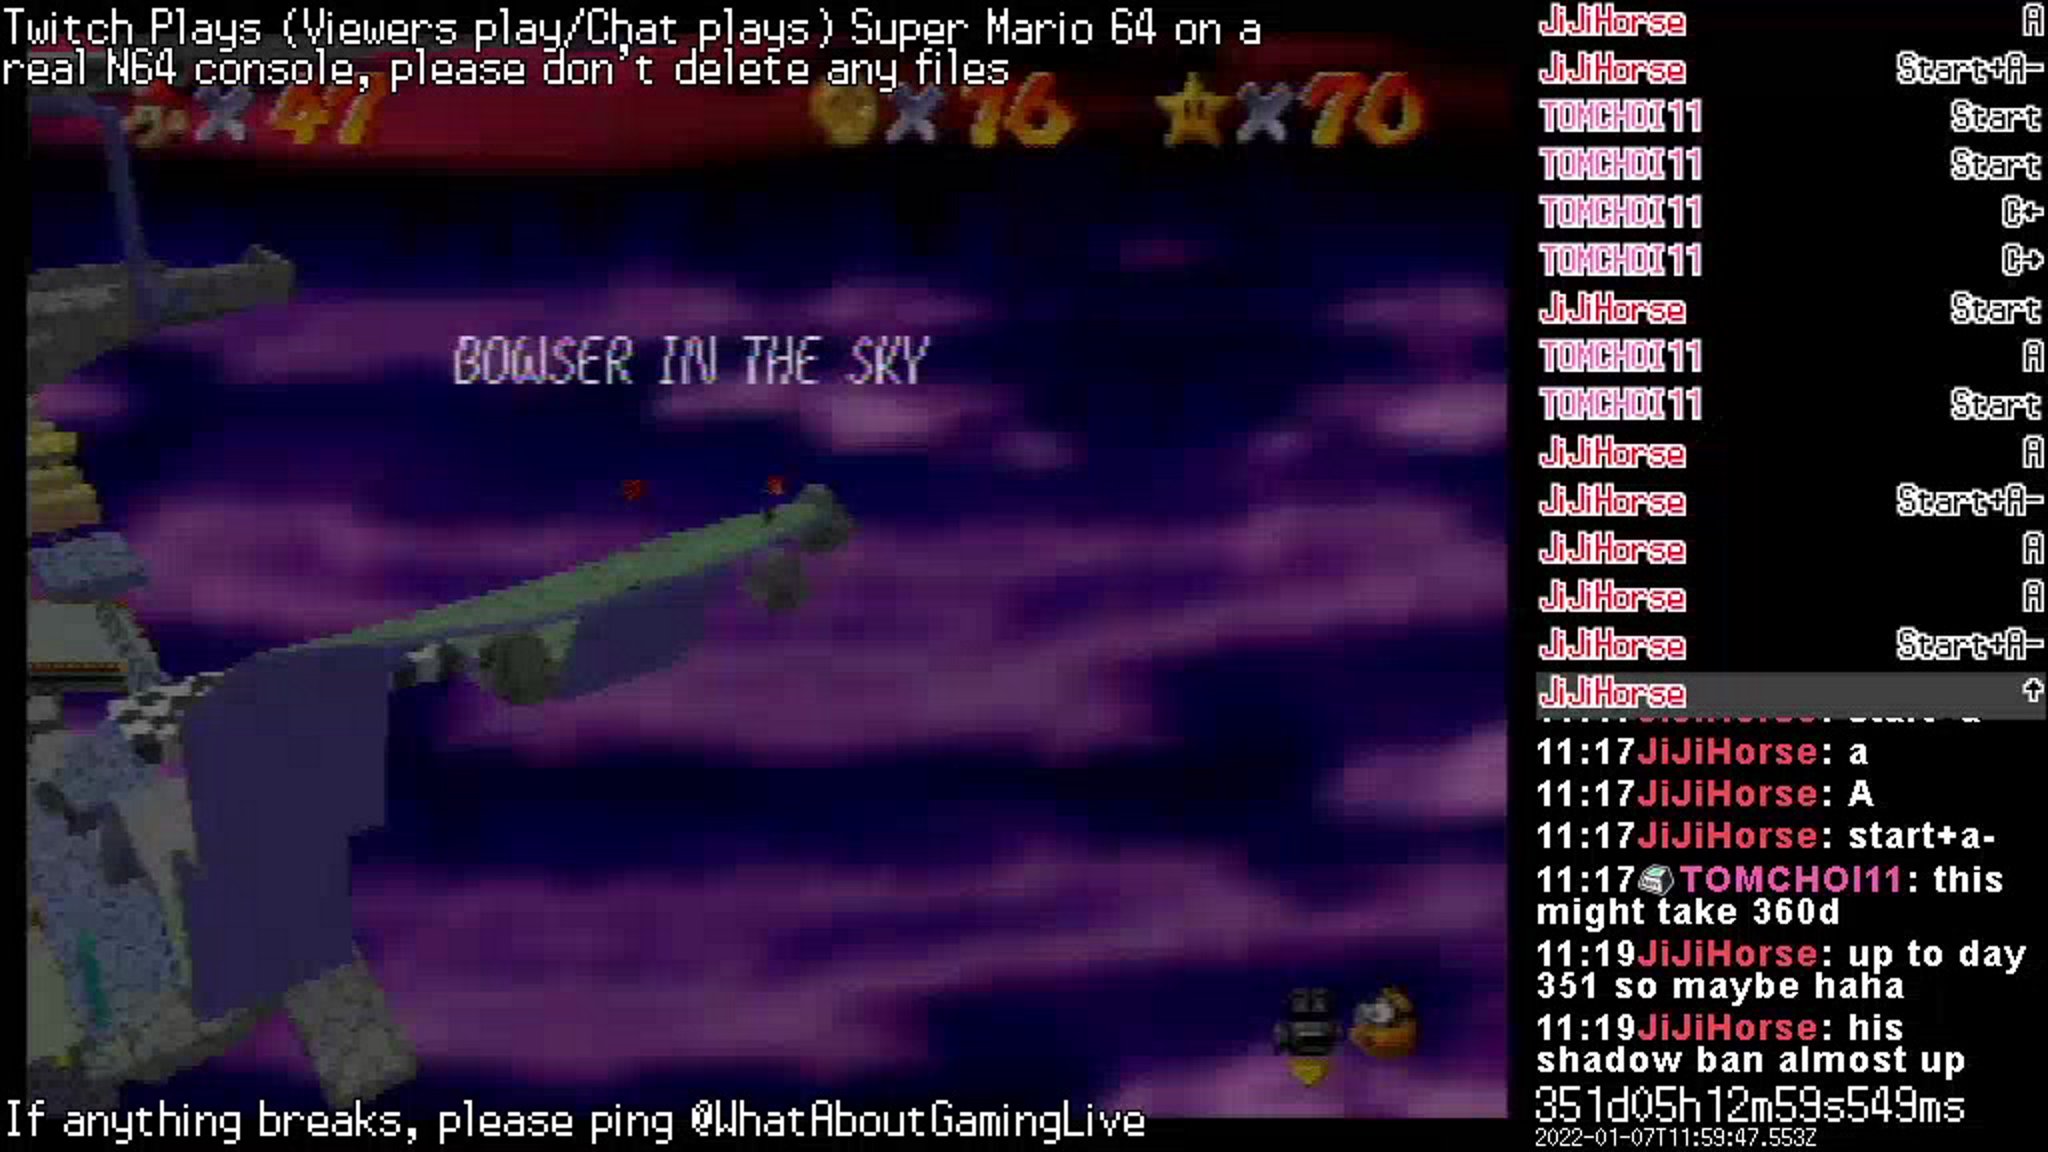 Twitch Plays (Viewers play/Chat plays) Super Mario 64 on a
real N64 console, please don't delete any files
x 47
x 76
x 70
BOWSER IN THE SKY
If anything breaks, please ping @WhatAboutGamingLive
JiJiHorse A
JiJiHorse Start+A-
TOMCHOI11 Start
TOMCHOI11 Start
TOMCHOI11 C←
TOMCHOI11 C→
JiJiHorse Start
TOMCHOI11 A
TOMCHOI11 Start
JiJiHorse A
JiJiHorse Start+A-
JiJiHorse A
JiJiHorse A
JiJiHorse Start+A-
JiJiHorse ↑
11:17JiJiHorse: start+a-
11:17JiJiHorse: a
11:17JiJiHorse: A
11:17JiJiHorse: start+a-
11:17TOMCHOI11: this
might take 360d
11:19JiJiHorse: up to day
351 so maybe haha
11:19JiJiHorse: his
shadow ban almost up
351d05h12m59s549ms
2022-01-07T11:59:47.553Z